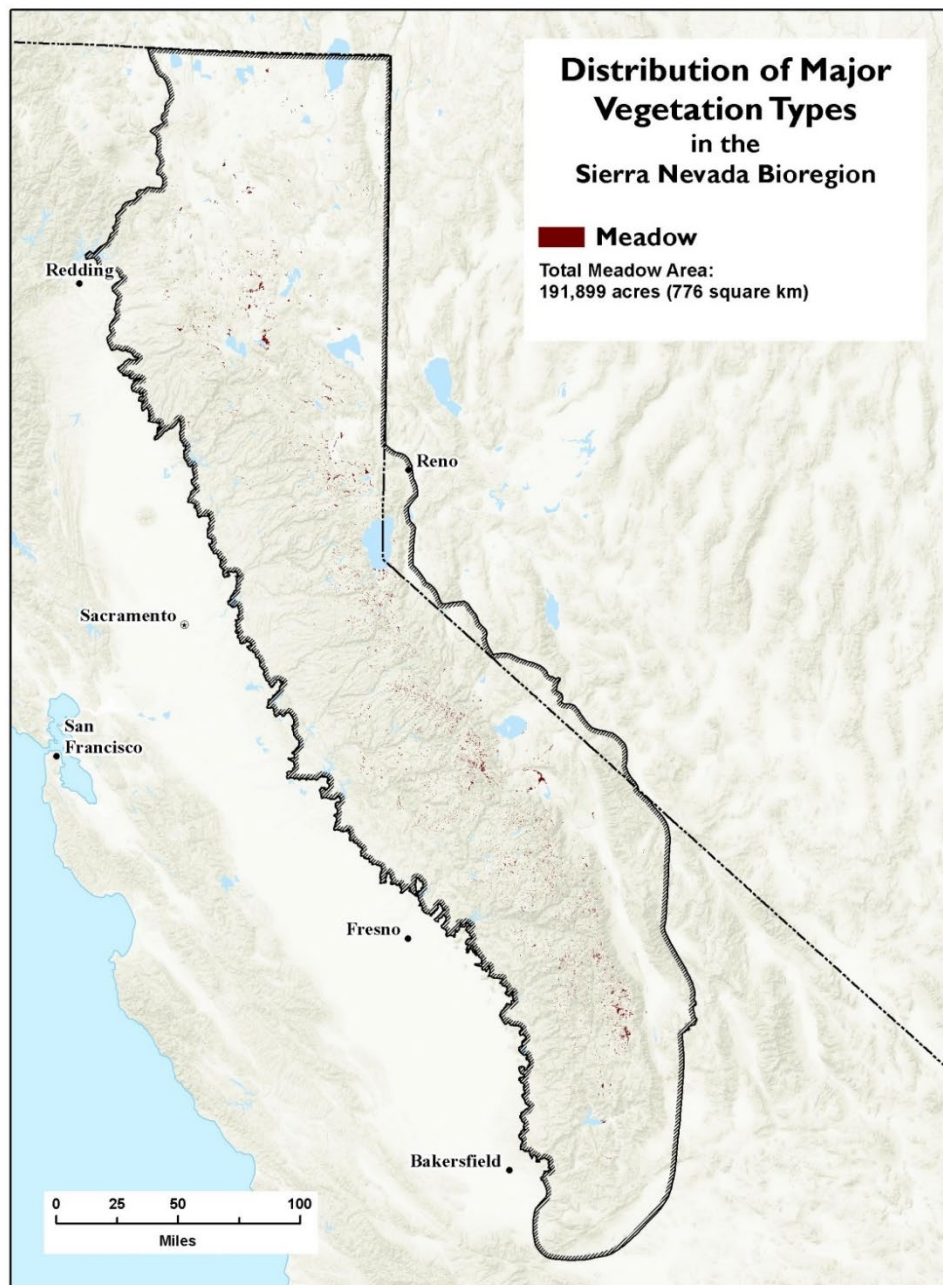 Distribution of Major
Vegetation Types
in the
Sierra Nevada Bioregion
Meadow
Total Meadow Area:
191,899 acres (776 square km)
Redding
Reno
Sacramento
San
Francisco
Fresno
Bakersfield
0 25 50 100
Miles